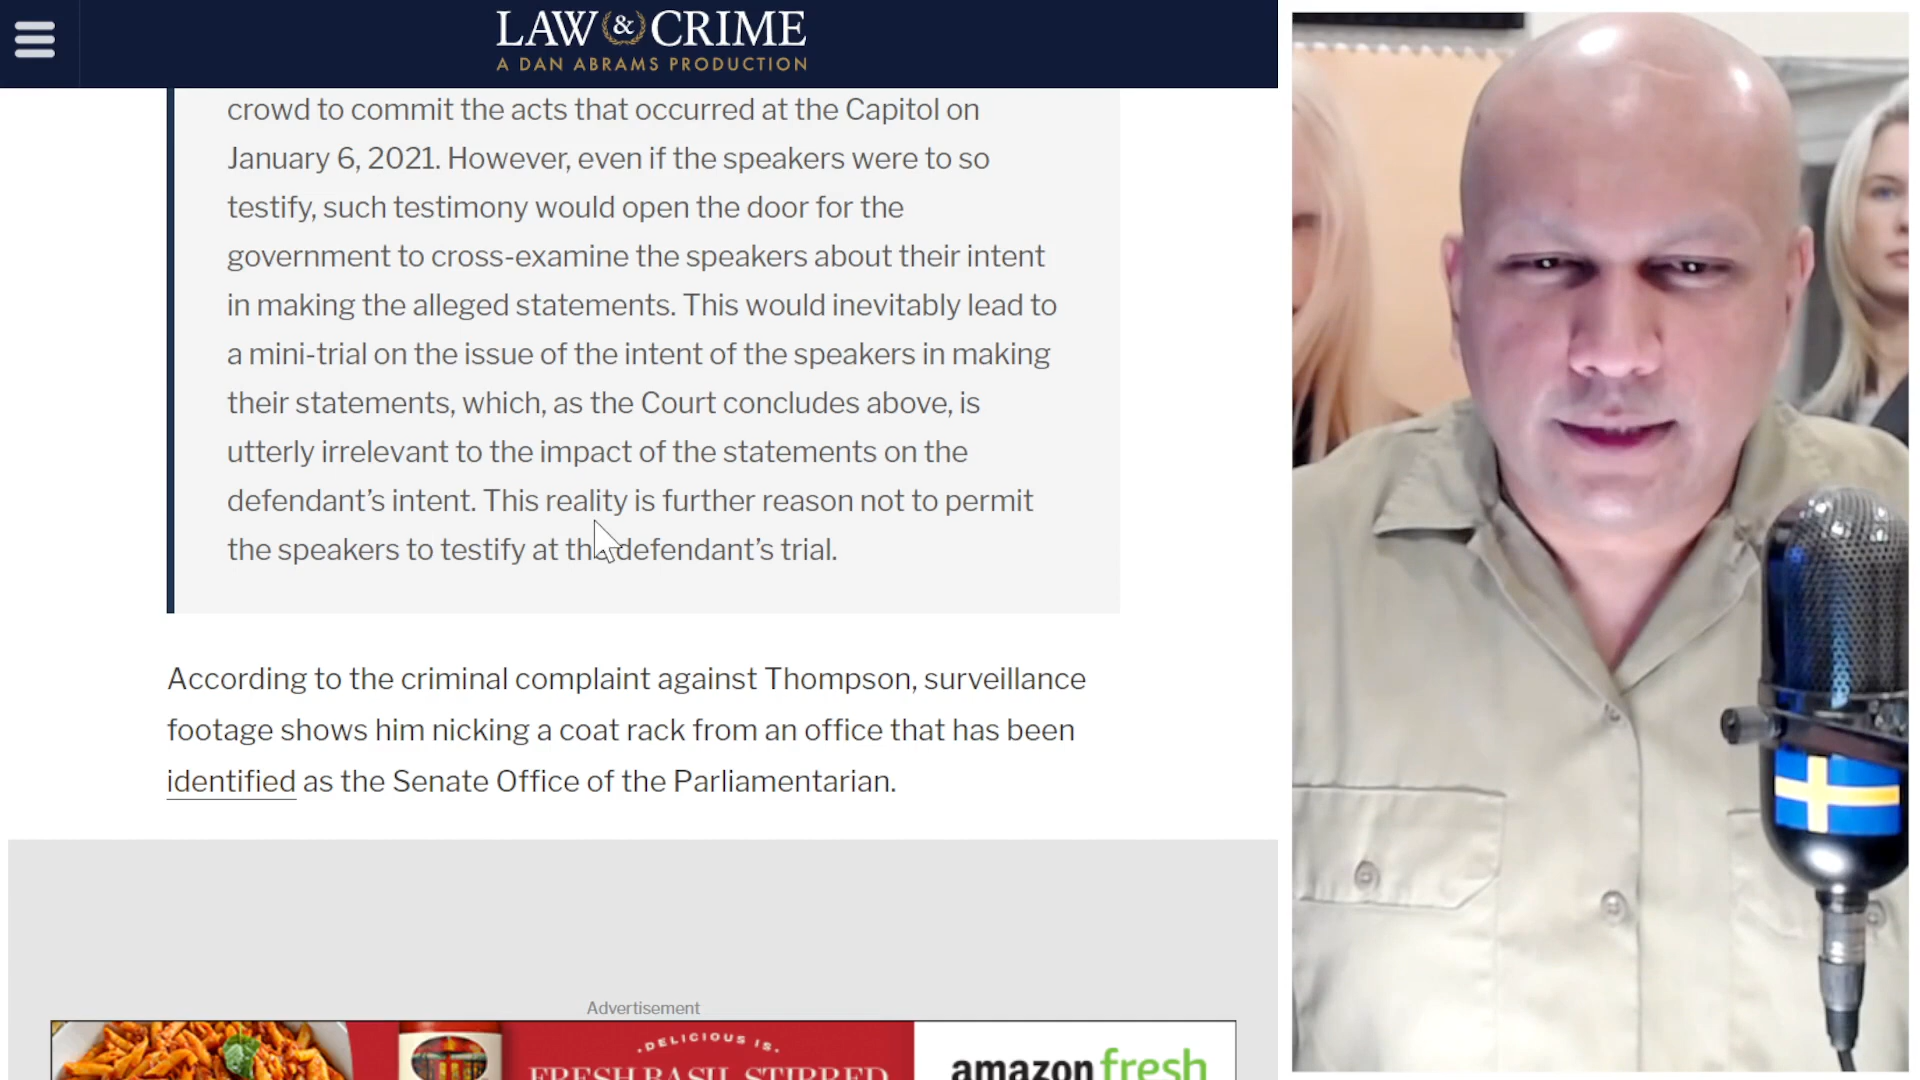 LAW & CRIME
A DAN ABRAMS PRODUCTION
crowd to commit the acts that occurred at the Capitol on
January 6, 2021. However, even if the speakers were to so
testify, such testimony would open the door for the
government to cross-examine the speakers about their intent
in making the alleged statements. This would inevitably lead to
a mini-trial on the issue of the intent of the speakers in making
their statements, which, as the Court concludes above, is
utterly irrelevant to the impact of the statements on the
defendant’s intent. This reality is further reason not to permit
the speakers to testify at the defendant’s trial.
According to the criminal complaint against Thompson, surveillance
footage shows him nicking a coat rack from an office that has been
identified as the Senate Office of the Parliamentarian.
Advertisement
·DELICIOUS IS·
FRESH BASIL STIRRED
amazon fresh